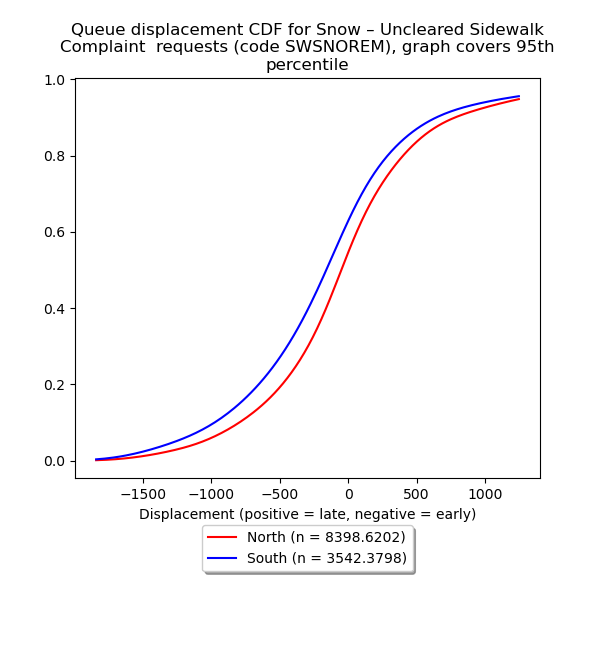 Queue displacement CDF for Snow – Uncleared Sidewalk
Complaint  requests (code SWSNOREM), graph covers 95th
percentile
1.0
0.8
0.6
0.4
0.2
0.0
−1500 −1000 −500 0 500 1000
Displacement (positive = late, negative = early)
North (n = 8398.6202)
South (n = 3542.3798)